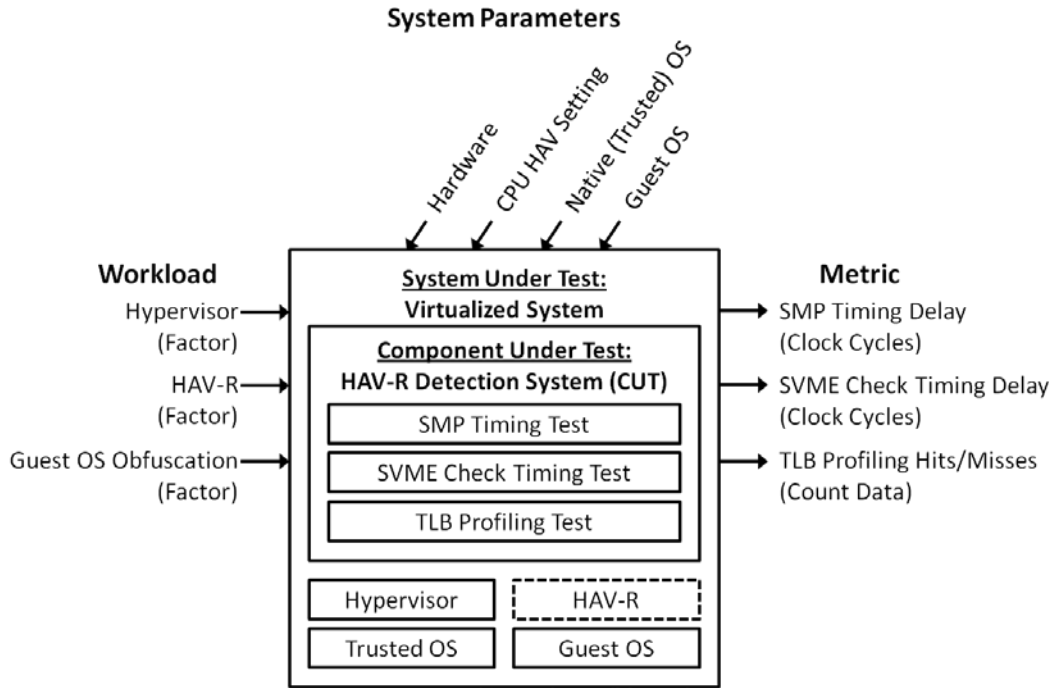 System Parameters
Hardware
CPU HAV Setting
Native (Trusted) OS
Guest OS
Workload
Hypervisor
(Factor)
HAV-R
(Factor)
Guest OS Obfuscation
(Factor)
System Under Test:
Virtualized System
Component Under Test:
HAV-R Detection System (CUT)
SMP Timing Test
SVME Check Timing Test
TLB Profiling Test
Hypervisor
HAV-R
Trusted OS
Guest OS
Metric
SMP Timing Delay
(Clock Cycles)
SVME Check Timing Delay
(Clock Cycles)
TLB Profiling Hits/Misses
(Count Data)